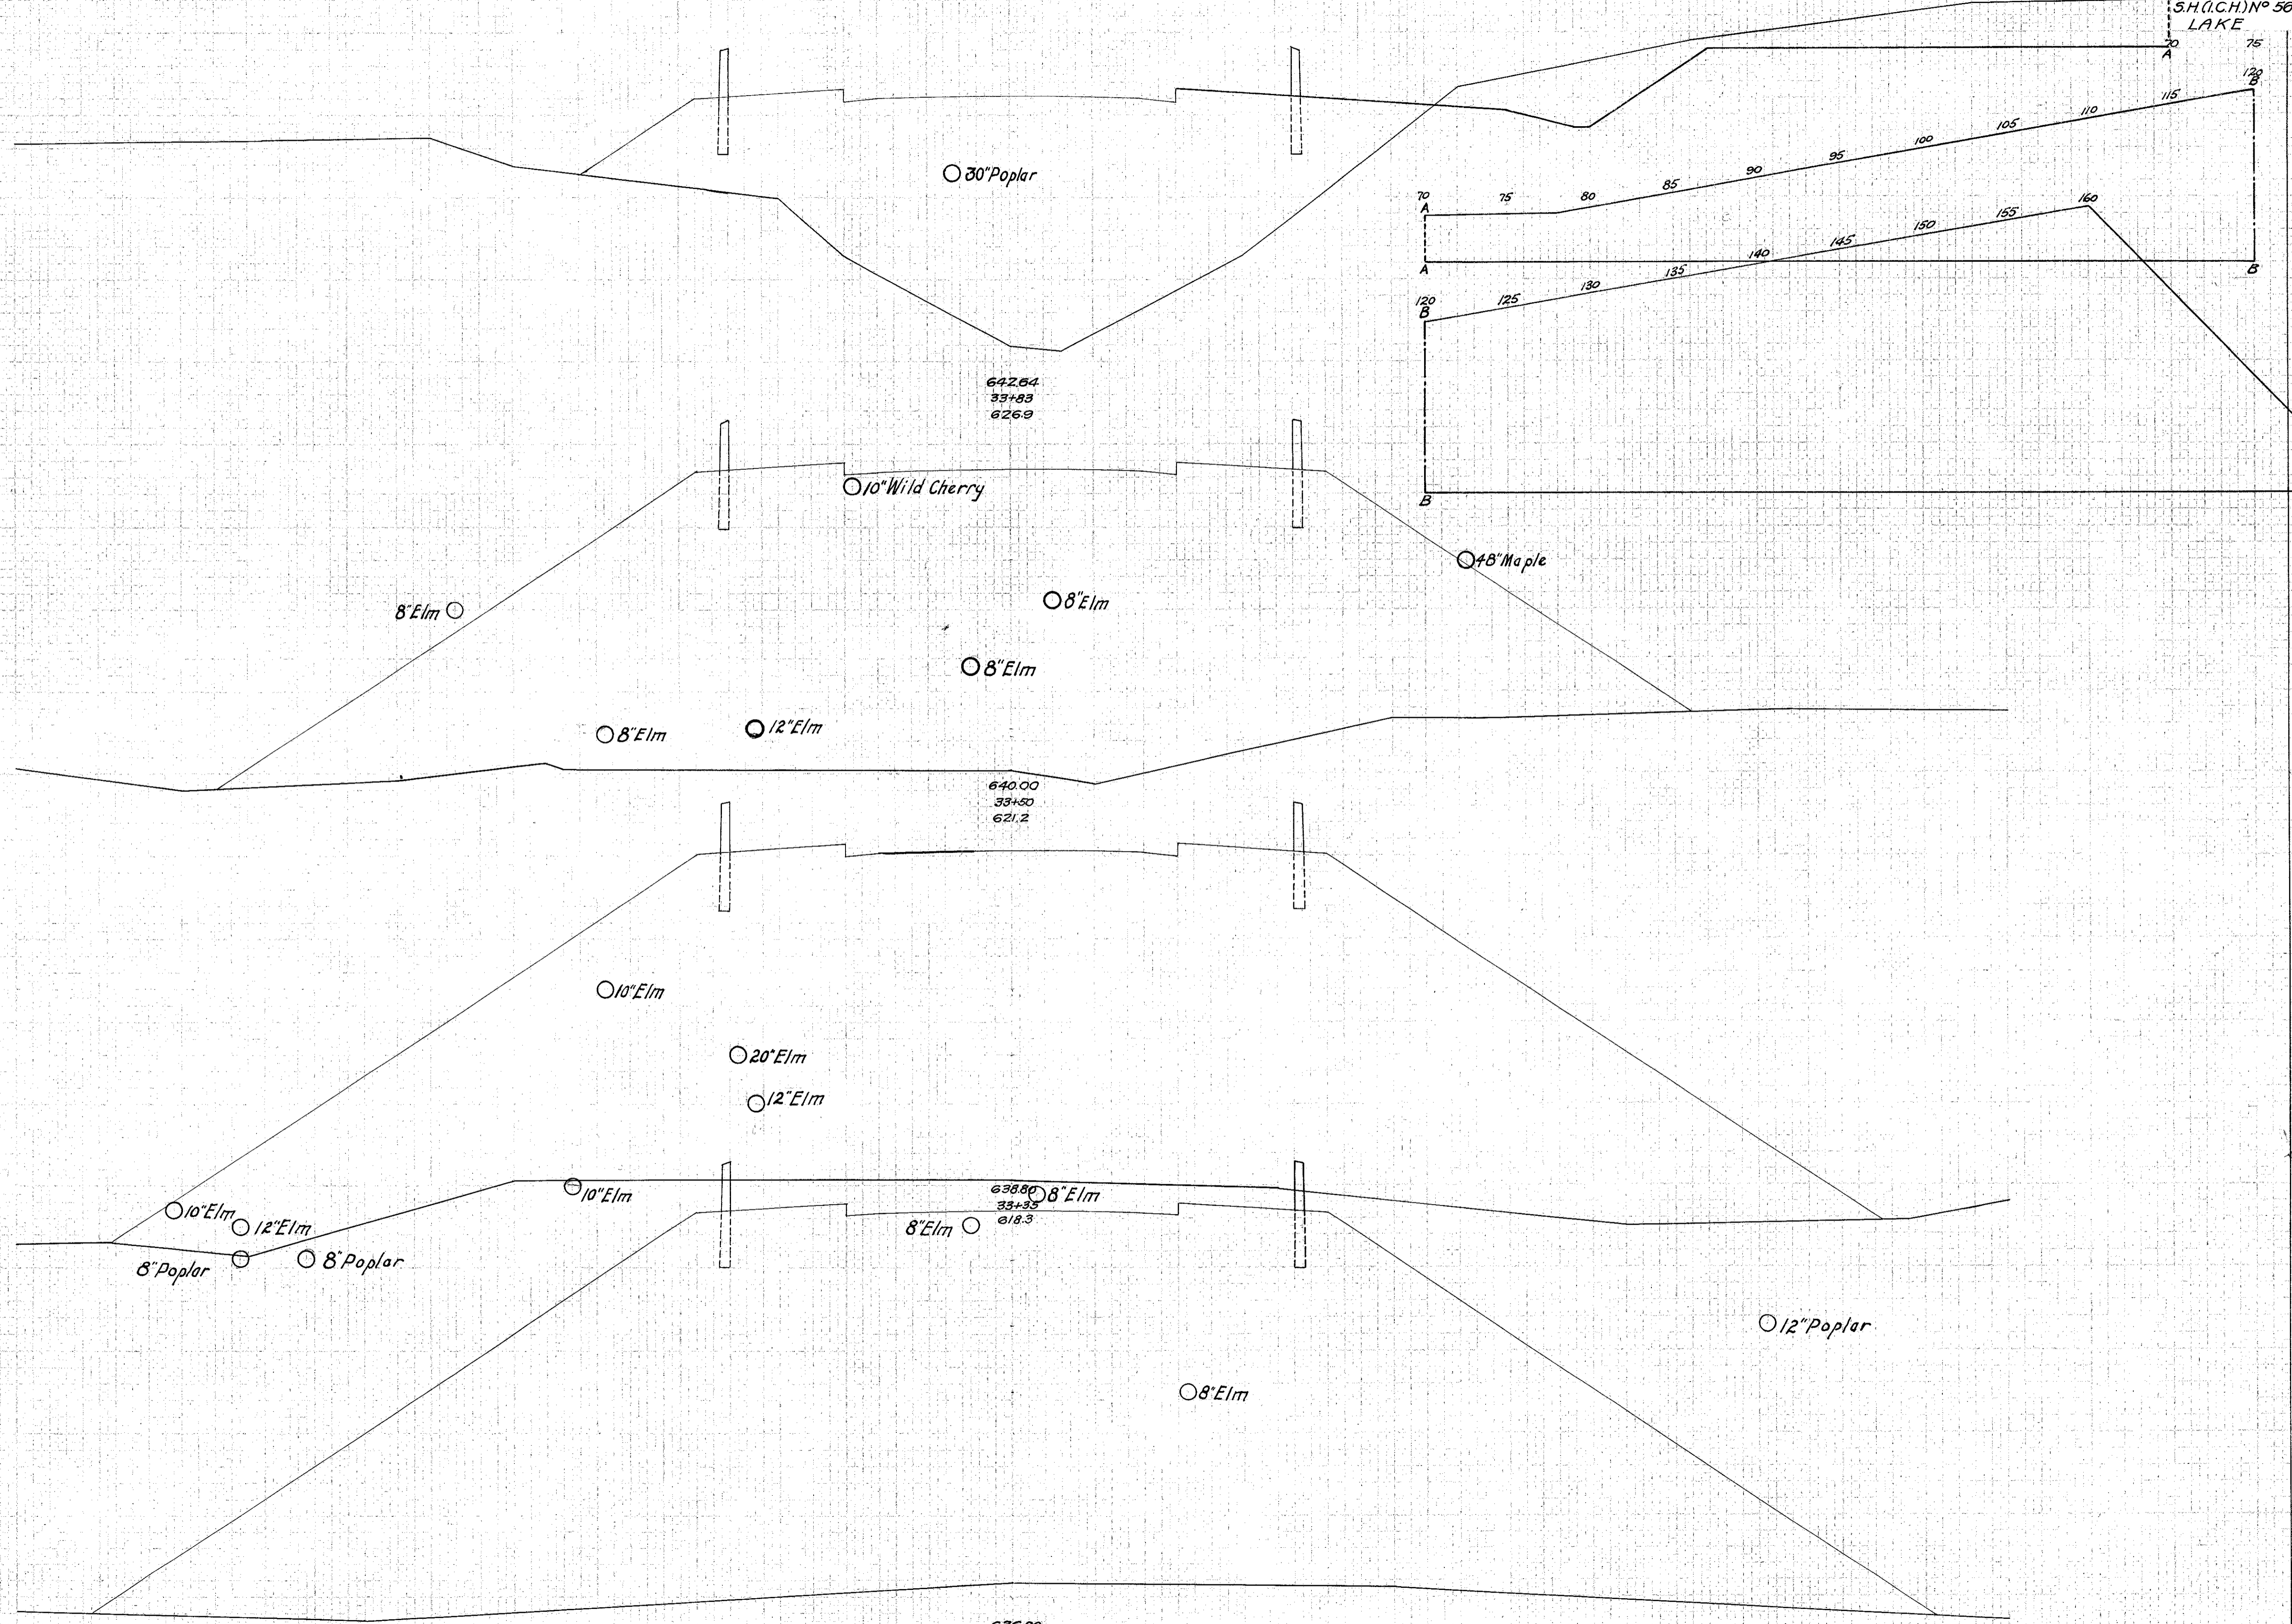 S.H.(I.C.H.) Nº 56
LAKE
70 75
A
120
B
115
110
105
100
95
90
85
80
75
70
A
30"Poplar
160
155
150
145
140
135
130
125
120
B
A
B
642.64
33+83
626.9
10"Wild Cherry
B
48"Maple
8"Elm
8"Elm
8"Elm
8"Elm
12"Elm
640.00
33+50
621.2
10"Elm
20"Elm
12"Elm
10"Elm
638.80
33+35
618.3
8"Elm
8"Elm
10"Elm
12"Elm
8"Poplar
8"Poplar
12"Poplar
8"Elm